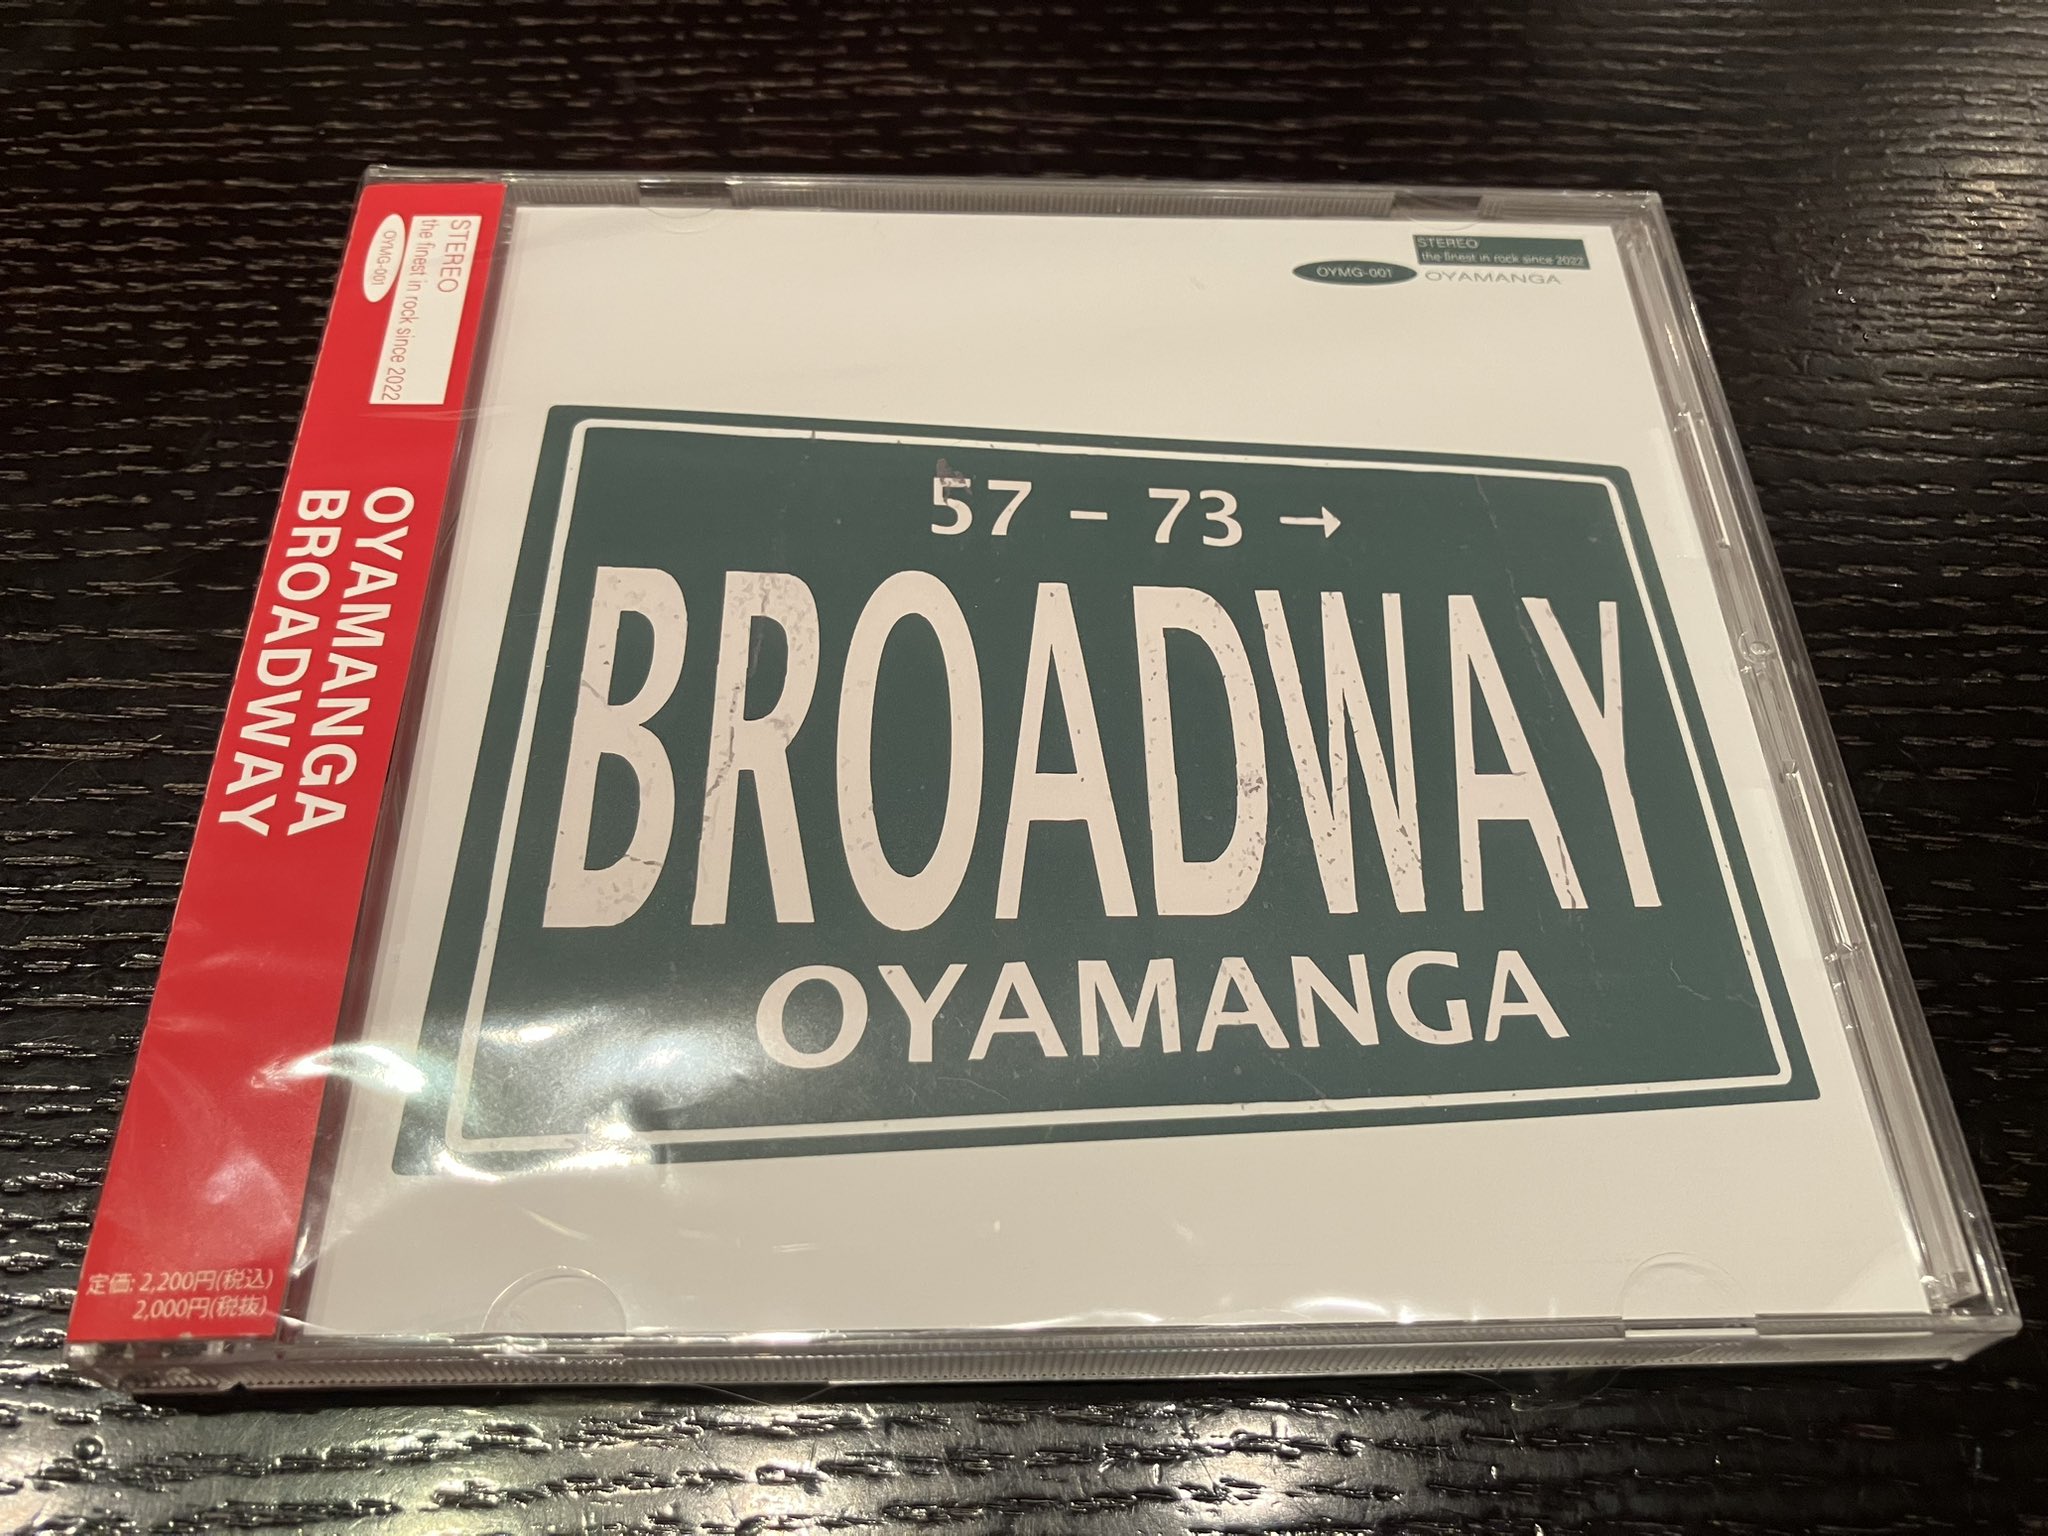 STEREO
the finest in rock since 2022
OYMG-001
OYAMANGA
BROADWAY
定価: 2,200円(税込)
2,000円(税抜)
STEREO
the finest in rock since 2022
OYMG-001
OYAMANGA
57 - 73 →
BROADWAY
OYAMANGA